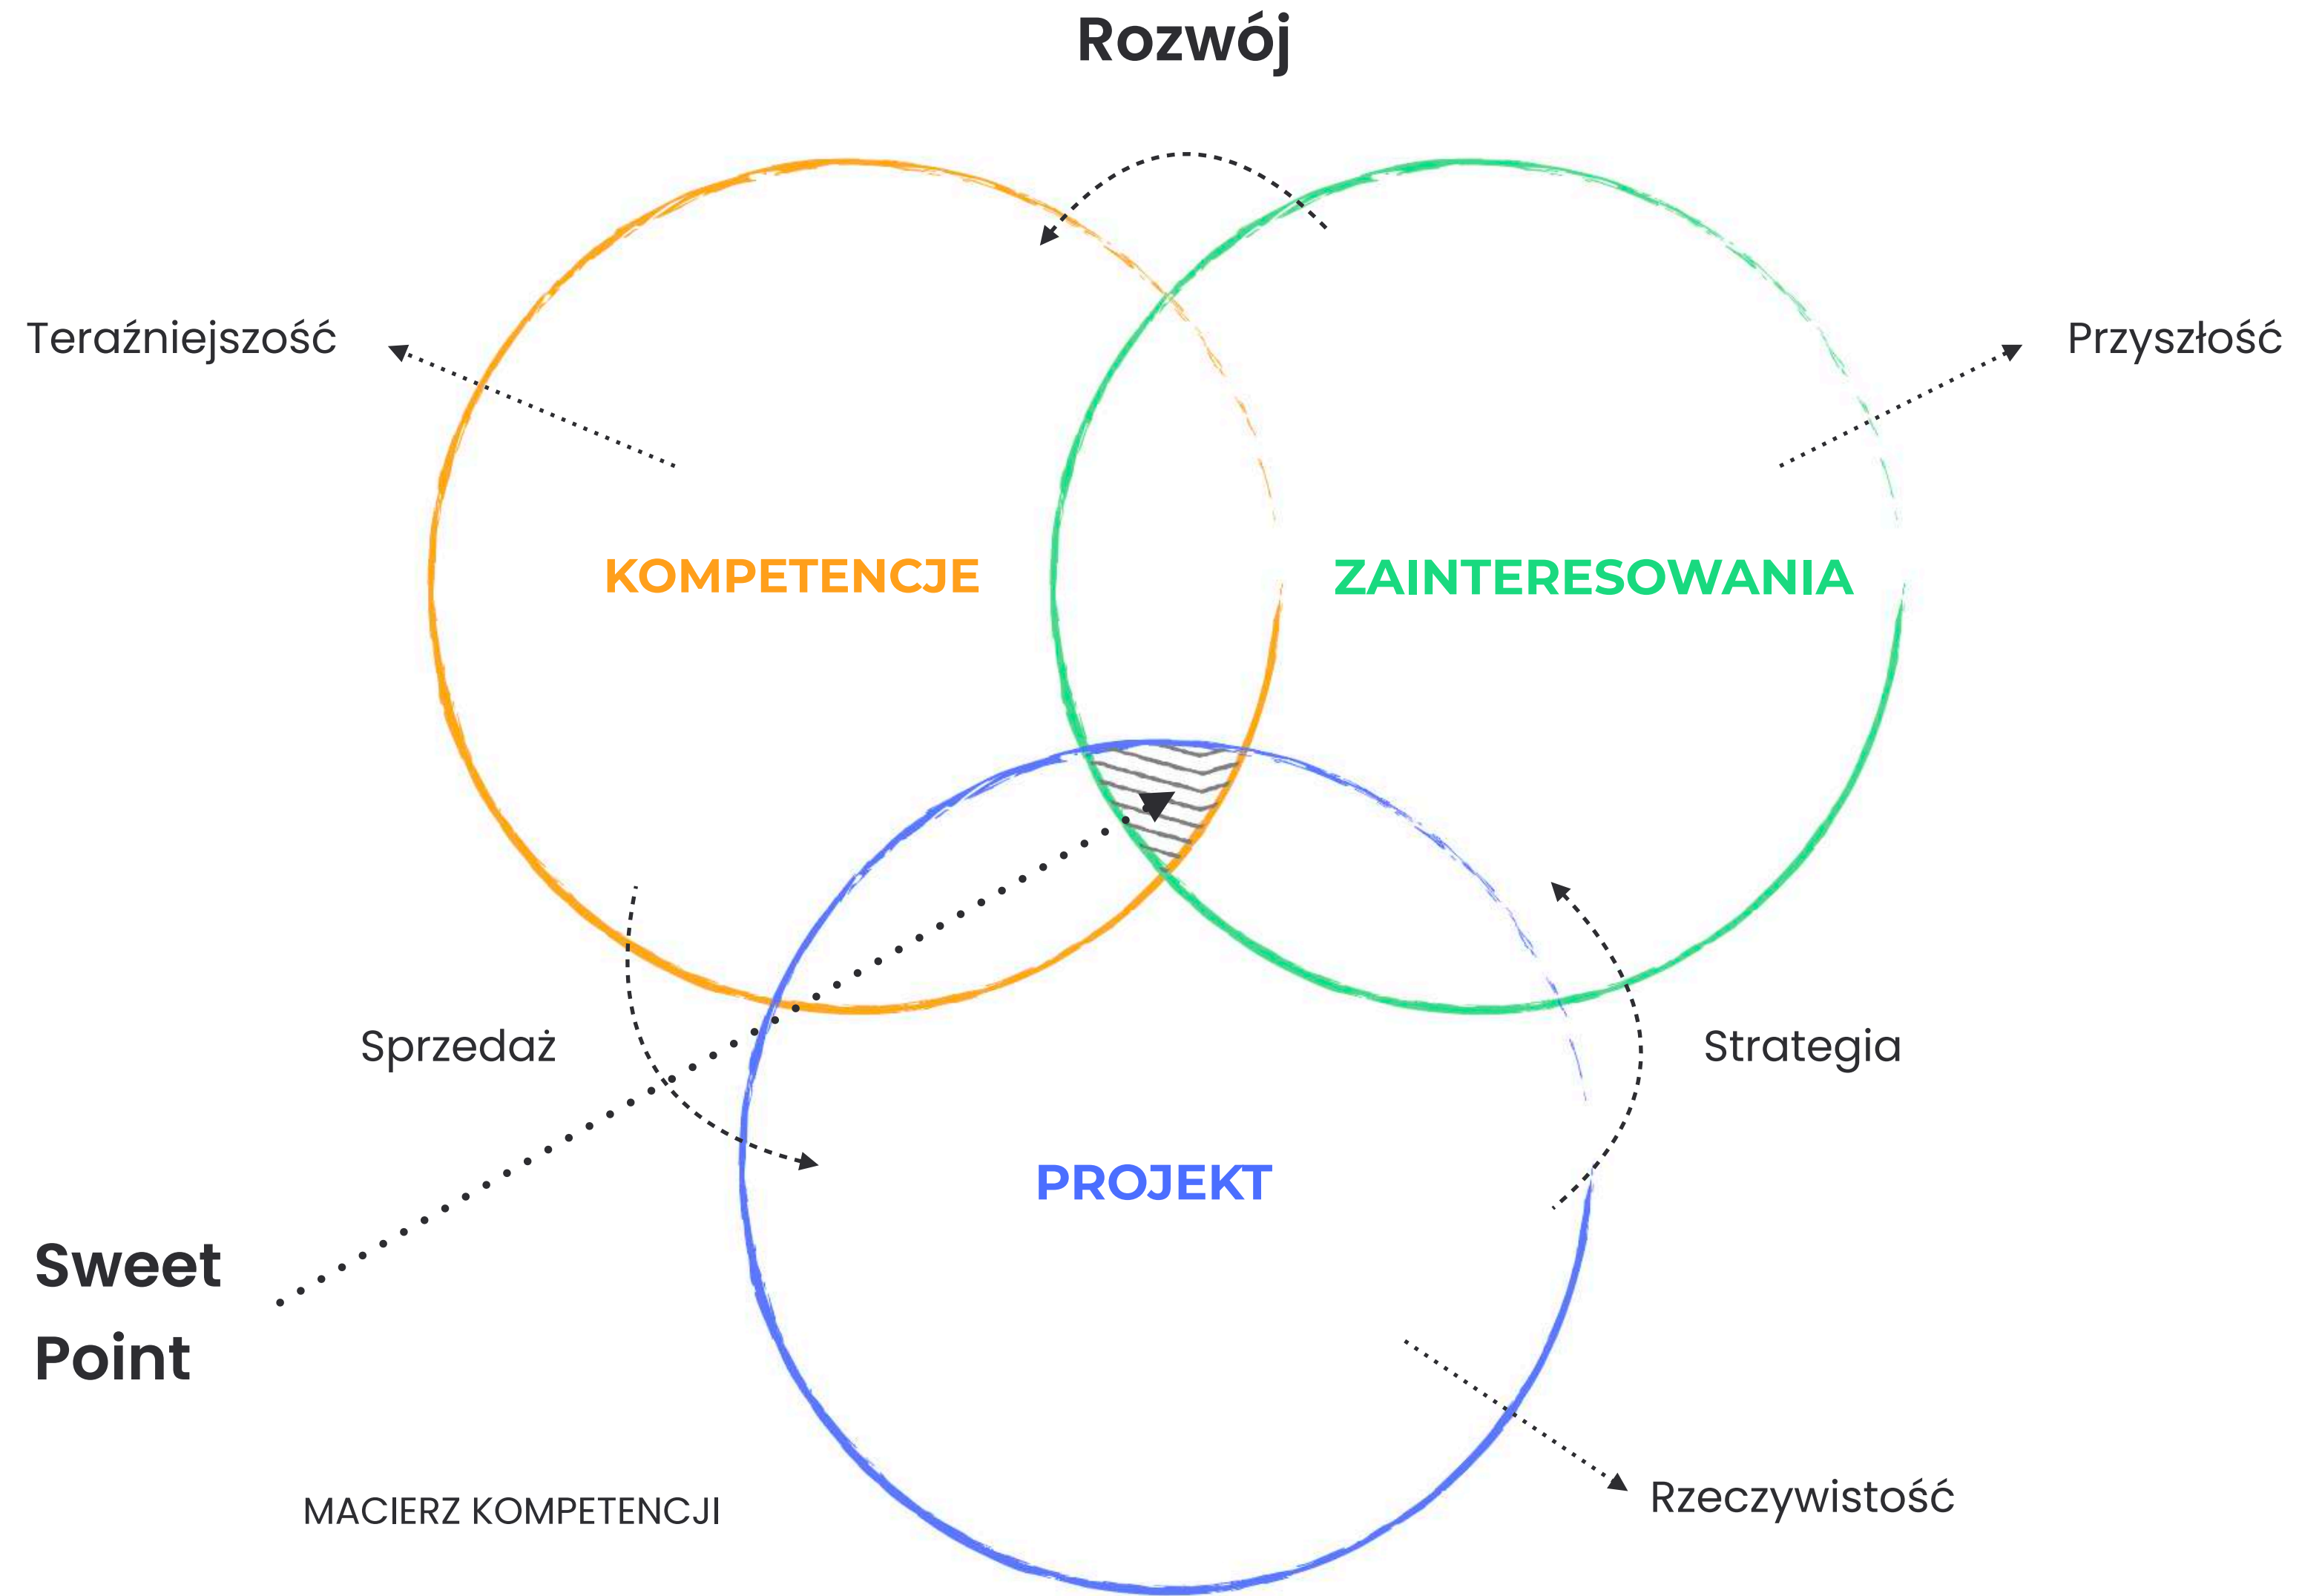 Rozwój
Teraźniejszość
Przyszłość
KOMPETENCJE
ZAINTERESOWANIA
Sprzedaż
Strategia
PROJEKT
Sweet
Point
Rzeczywistość
MACIERZ KOMPETENCJI